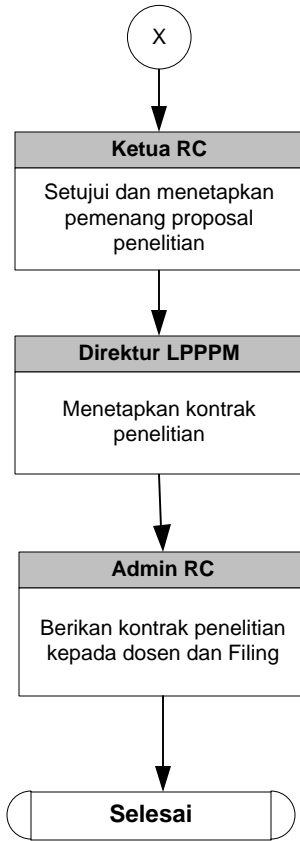 X
Ketua RC
Setujui dan menetapkan
pemenang proposal
penelitian
Direktur LPPPM
Menetapkan kontrak
penelitian
Admin RC
Berikan kontrak penelitian
kepada dosen dan Filing
Selesai